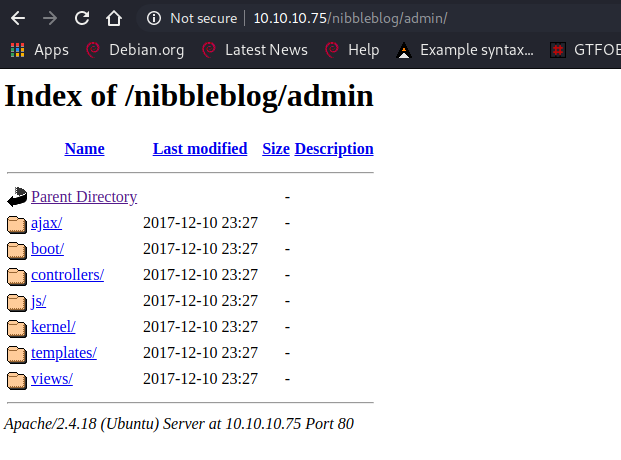 Not secure 10.10.10.75/nibbleblog/admin/
Apps Debian.org Latest News Help Example syntax... GTFOB
Index of /nibbleblog/admin
Name Last modified Size Description
Parent Directory -
ajax/ 2017-12-10 23:27 -
boot/ 2017-12-10 23:27 -
controllers/ 2017-12-10 23:27 -
js/ 2017-12-10 23:27 -
kernel/ 2017-12-10 23:27 -
templates/ 2017-12-10 23:27 -
views/ 2017-12-10 23:27 -
Apache/2.4.18 (Ubuntu) Server at 10.10.10.75 Port 80